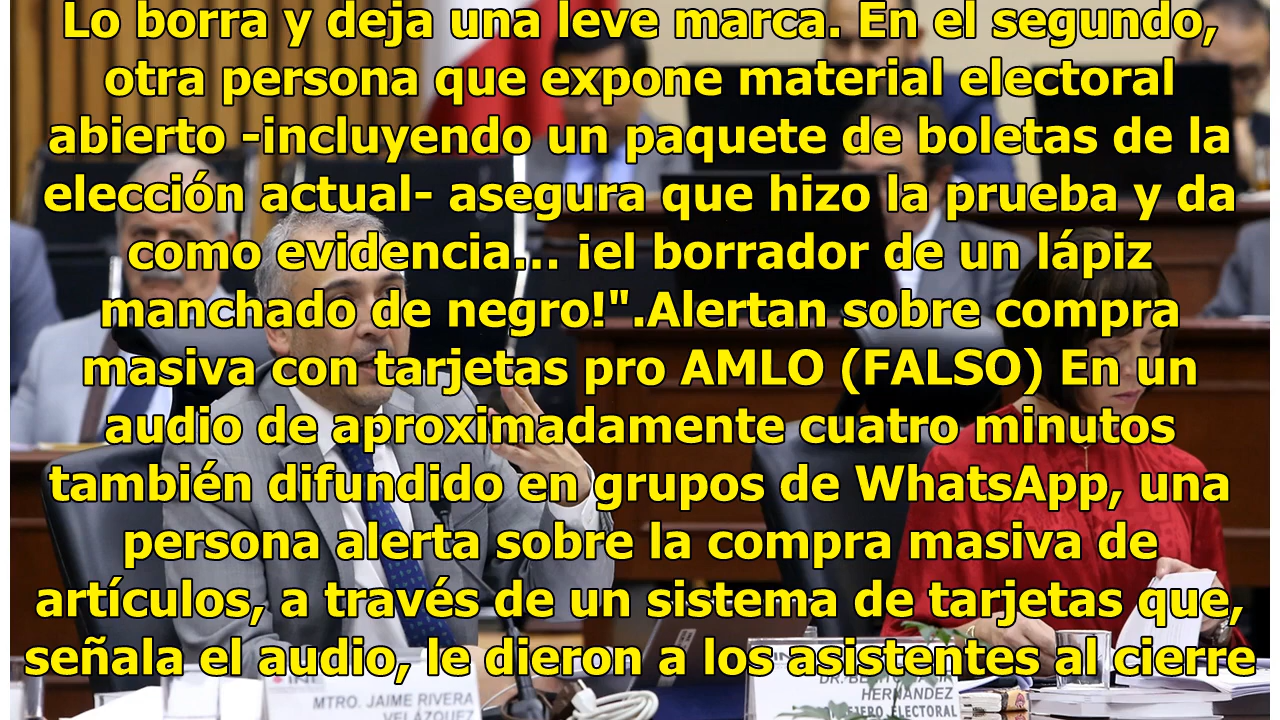 Lo borra y deja una leve marca. En el segundo,
otra persona que expone material electoral
abierto -incluyendo un paquete de boletas de la
elección actual- asegura que hizo la prueba y da
como evidencia... ¡el borrador de un lápiz
manchado de negro!".Alertan sobre compra
masiva con tarjetas pro AMLO (FALSO) En un
audio de aproximadamente cuatro minutos
también difundido en grupos de WhatsApp, una
persona alerta sobre la compra masiva de
artículos, a través de un sistema de tarjetas que,
señala el audio, le dieron a los asistentes al cierre
MTRO. JAIME RIVERA
VELÁZQUEZ
HERNÁNDEZ
ELECTORAL